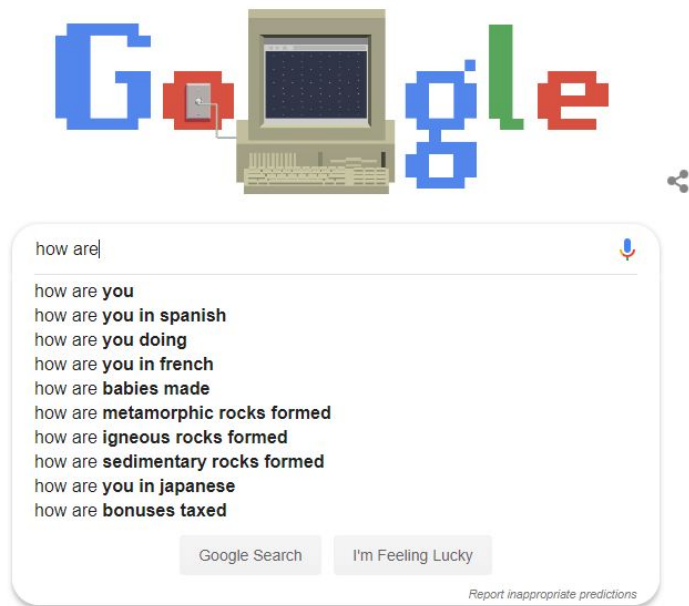 Google
how are
how are you
how are you in spanish
how are you doing
how are you in french
how are babies made
how are metamorphic rocks formed
how are igneous rocks formed
how are sedimentary rocks formed
how are you in japanese
how are bonuses taxed
Google Search I'm Feeling Lucky
Report inappropriate predictions